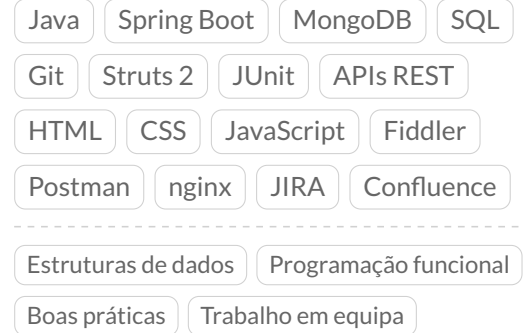 Java Spring Boot MongoDB SQL
Git Struts 2 JUnit APIs REST
HTML CSS JavaScript Fiddler
Postman nginx JIRA Confluence
Estruturas de dados Programação funcional
Boas práticas Trabalho em equipa